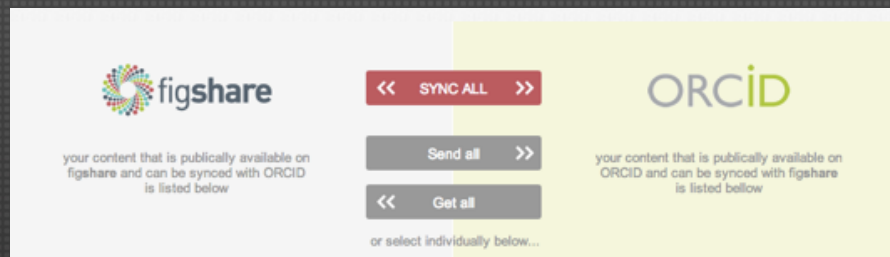 figshare
your content that is publically available on
figshare and can be synced with ORCID
is listed below
<< SYNC ALL >>
Send all >>
<< Get all
or select individually below...
ORCiD
your content that is publically available on
ORCID and can be synced with figshare
is listed bellow